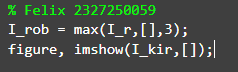 % Felix 2327250059
I_rob = max(I_r,[],3);
figure, imshow(I_kir,[]);